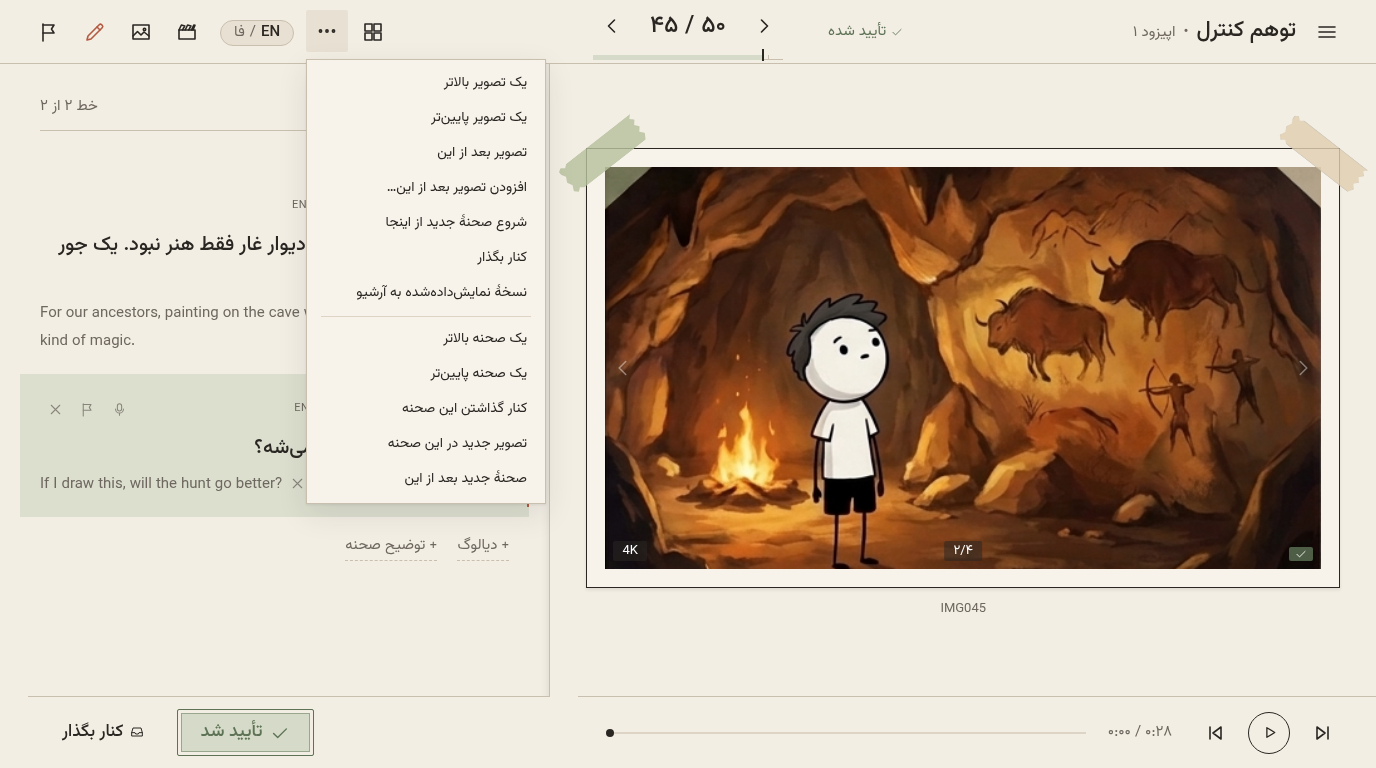 توهم کنترل • اپیزود ۱
تأیید شده
۴۵ / ۵۰
فا / EN
خط ۲ از ۲
یک تصویر بالاتر
یک تصویر پایین‌تر
تصویر بعد از این
افزودن تصویر بعد از این...
شروع صحنهٔ جدید از اینجا
کنار بگذار
نسخهٔ نمایش‌داده‌شده به آرشیو
یک صحنه بالاتر
یک صحنه پایین‌تر
کنار گذاشتن این صحنه
تصویر جدید در این صحنه
صحنهٔ جدید بعد از این
EN
دیوار غار فقط هنر نبود. یک جور
For our ancestors, painting on the cave
kind of magic.
EN
می‌شه؟
If I draw this, will the hunt go better?
+ دیالوگ
+ توضیح صحنه
4K
۲/۴
IMG045
۰:۰۰ / ۰:۲۸
تأیید شد
کنار بگذار